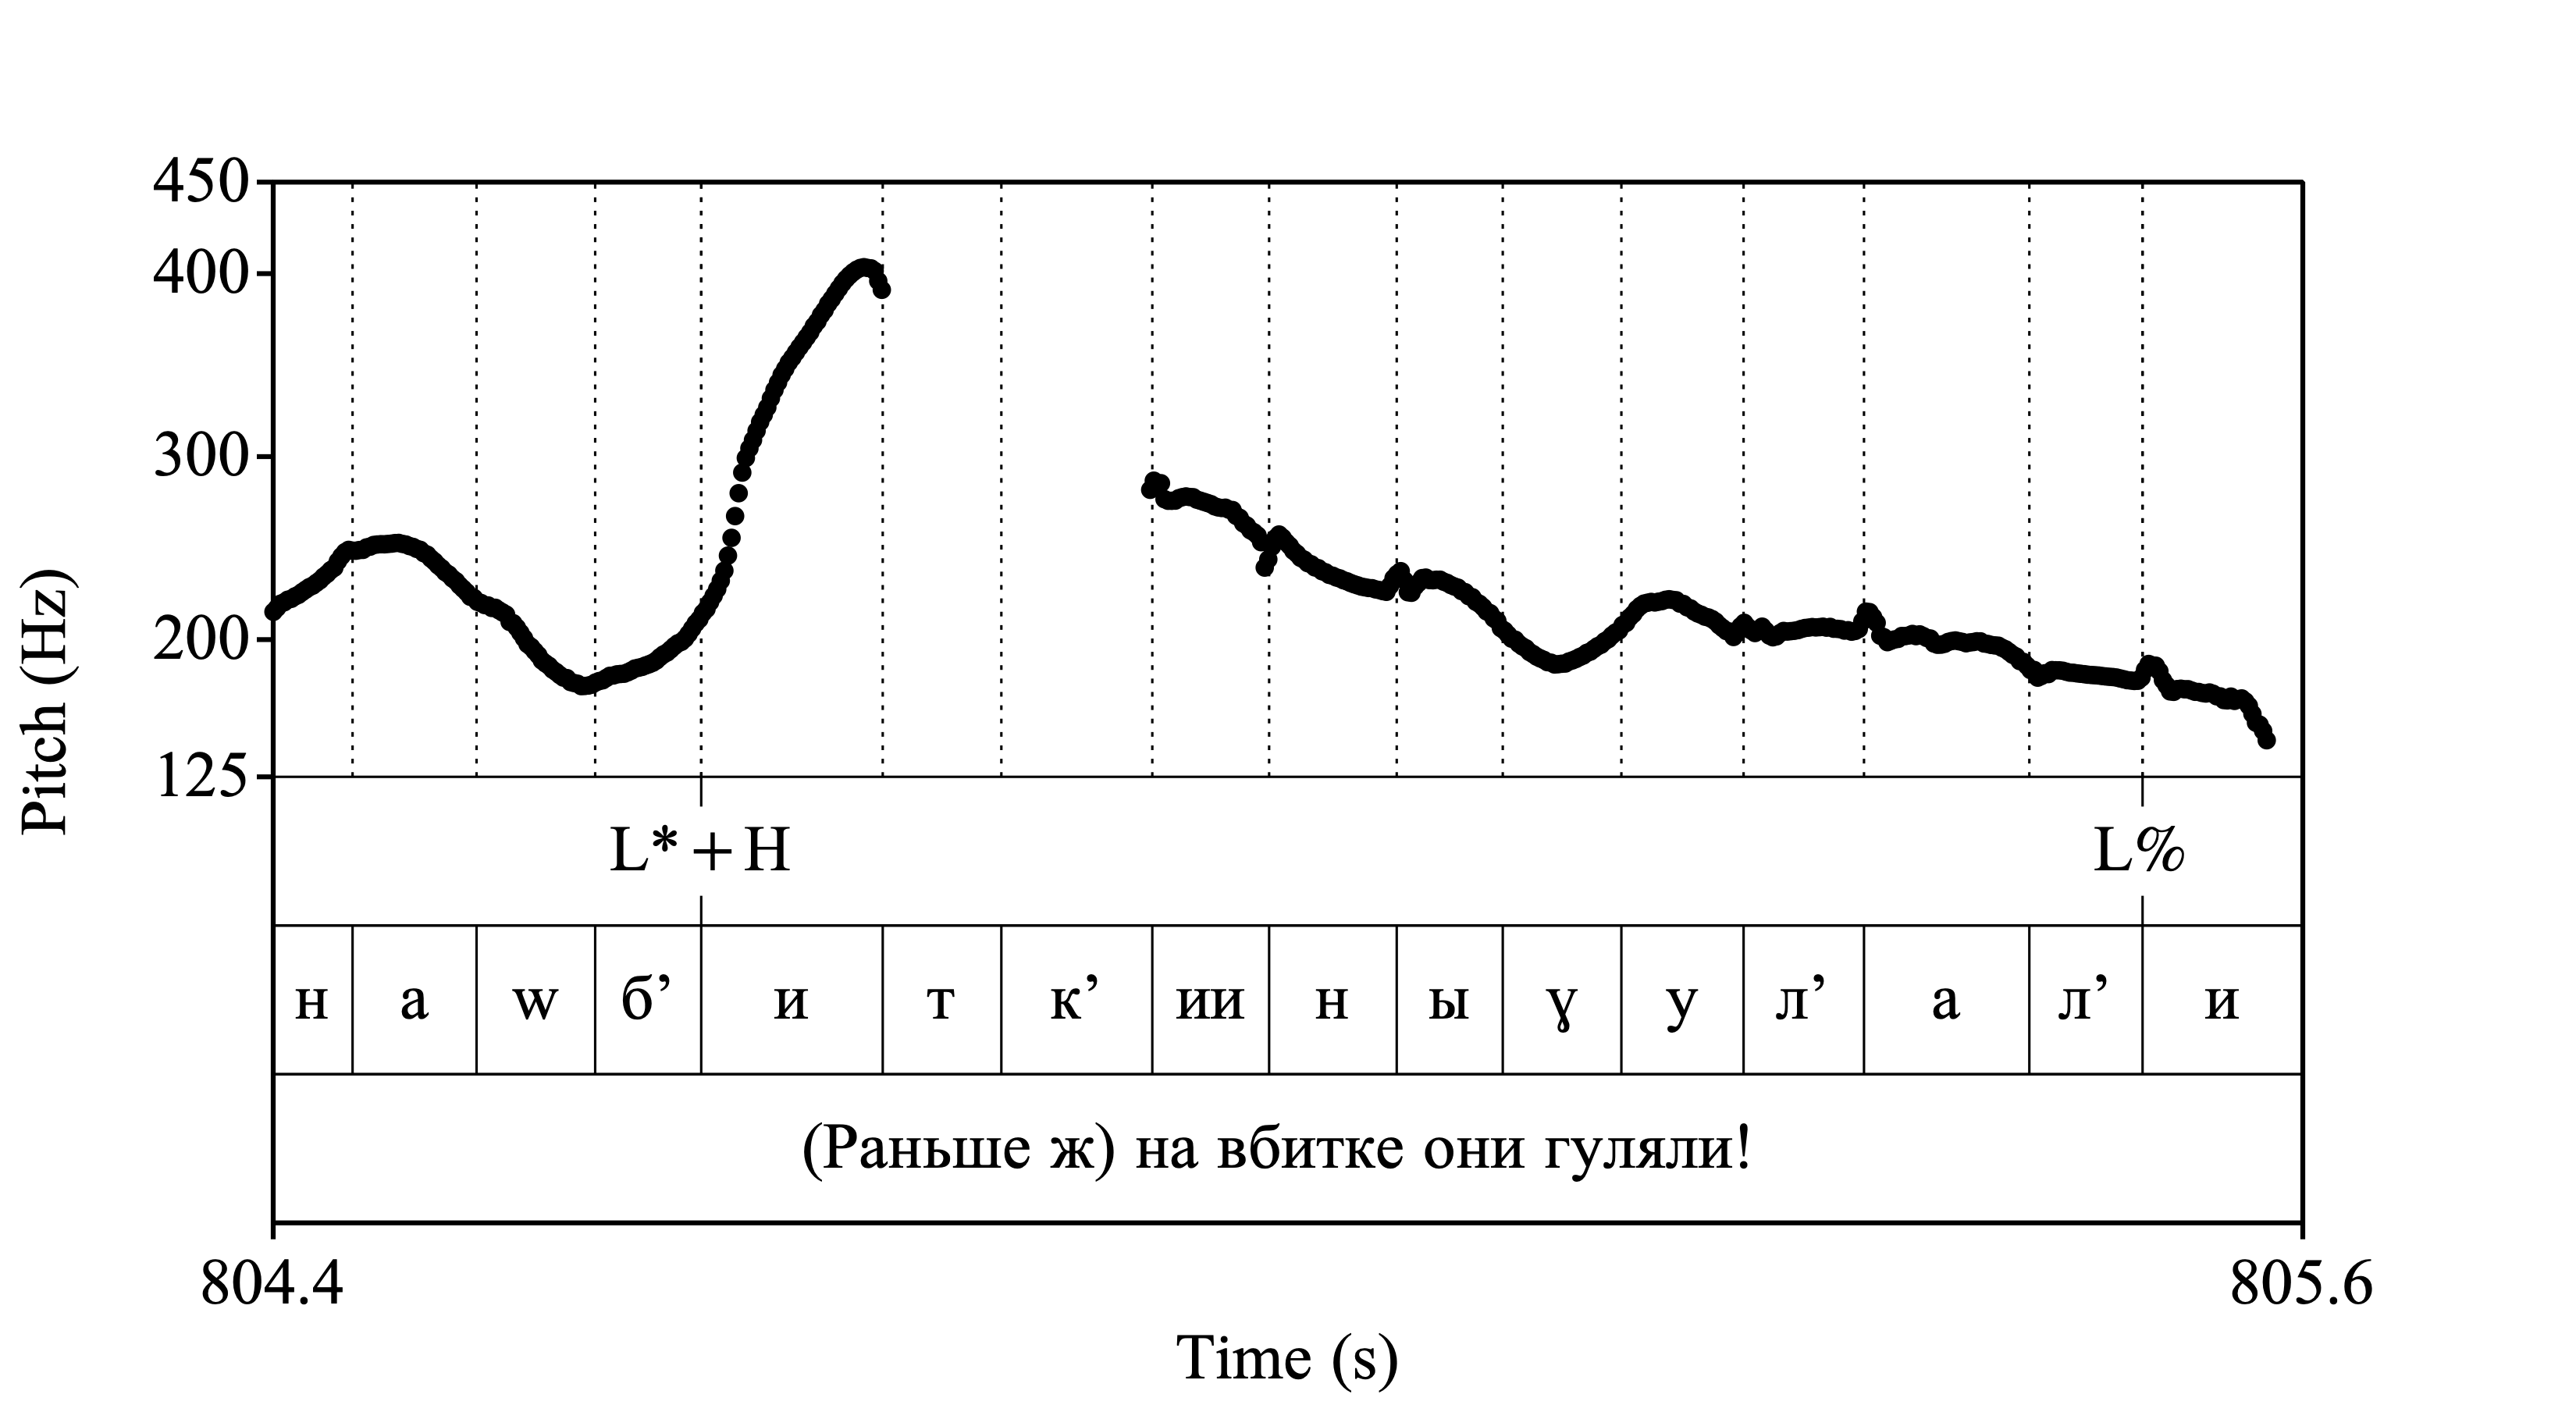 450
400
300
200
125
Pitch (Hz)
L*+H L%
н а w б’ и т к’ ии н ы ɣ у л’ а л’ и
(Раньше ж) на вбитке они гуляли!
804.4 805.6
Time (s)